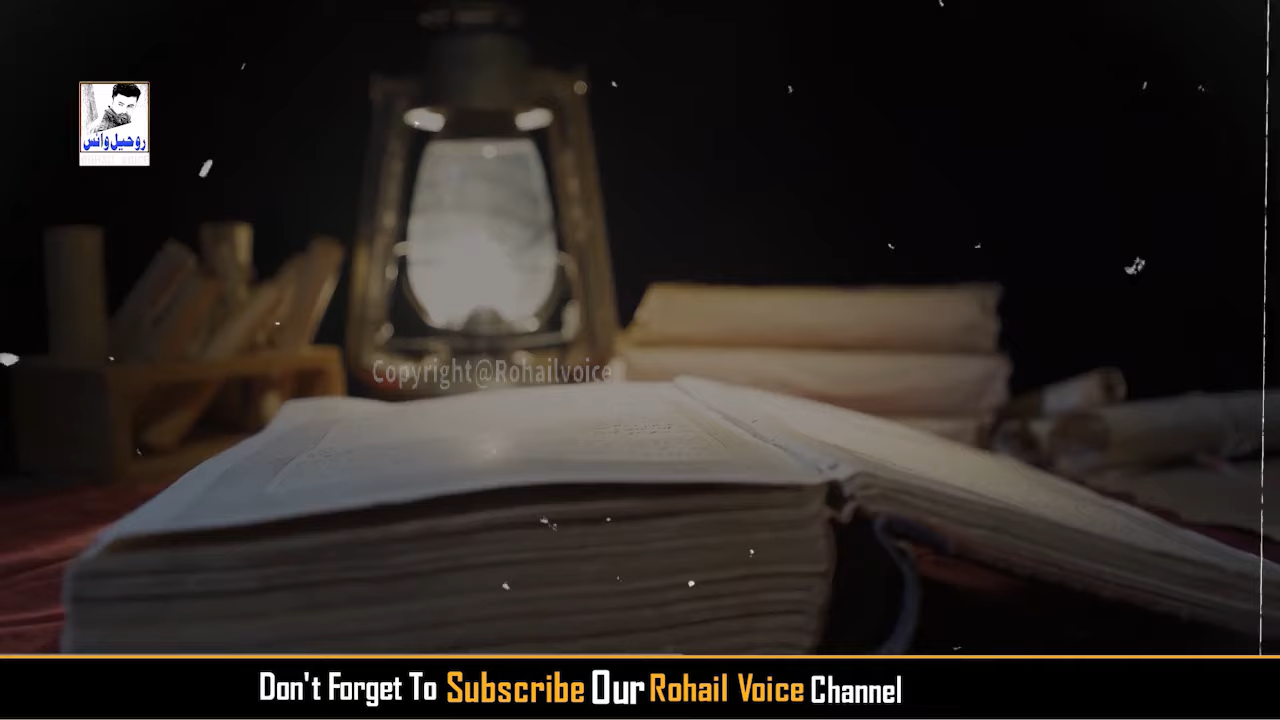 روحیل وائس
Copyright@Rohailvoice
Don't Forget To Subscribe Our Rohail Voice Channel